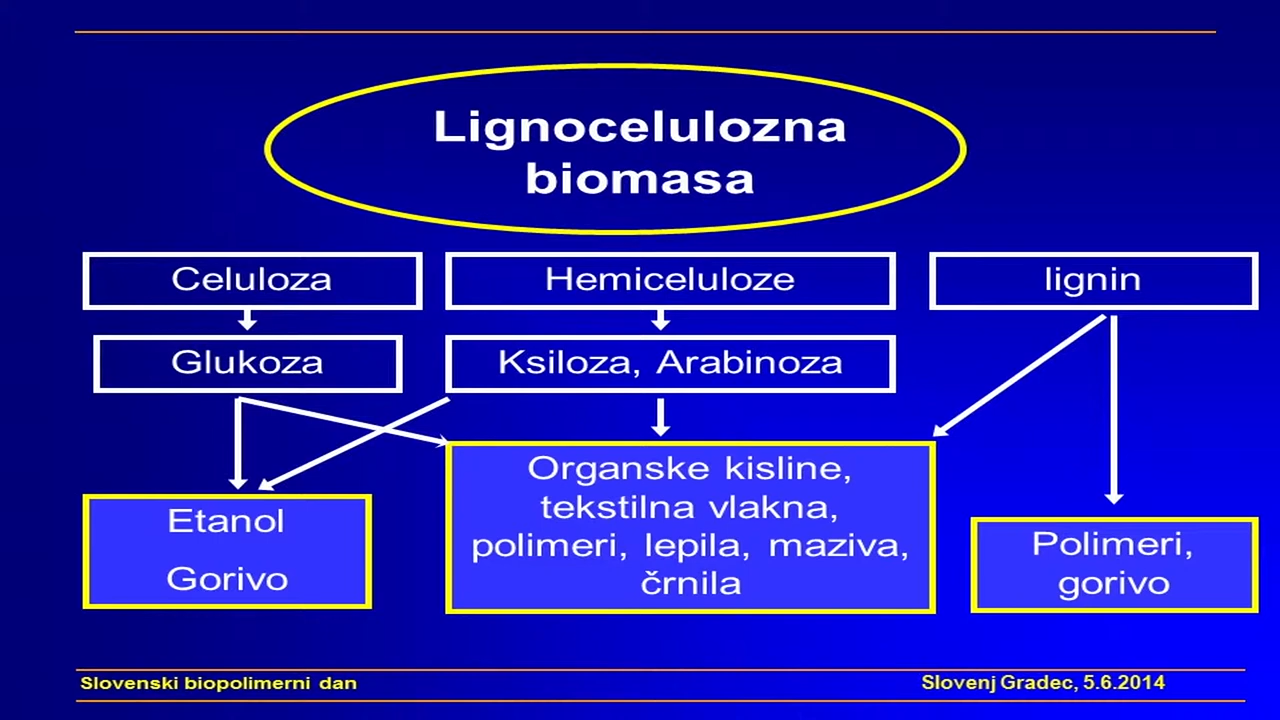 Lignocelulozna
biomasa
Celuloza
Hemiceluloze
lignin
Glukoza
Ksiloza, Arabinoza
Etanol
Gorivo
Organske kisline,
tekstilna vlakna,
polimeri, lepila, maziva,
črnila
Polimeri,
gorivo
Slovenski biopolimerni dan
Slovenj Gradec, 5.6.2014